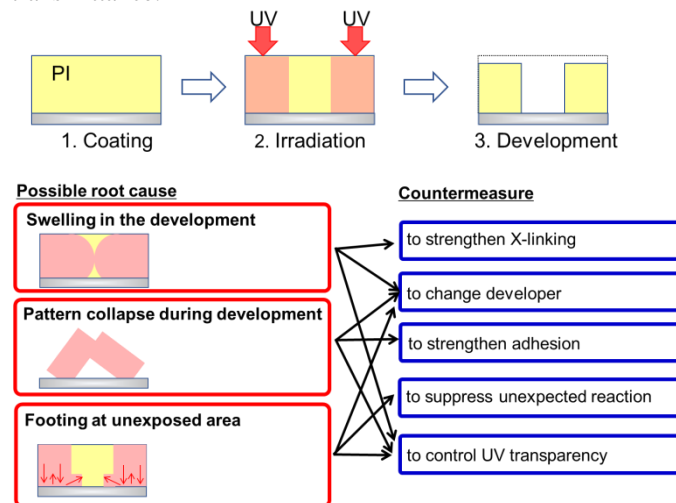 UV UV
PI
1. Coating 2. Irradiation 3. Development
Possible root cause
Countermeasure
Swelling in the development
Pattern collapse during development
Footing at unexposed area
to strengthen X-linking
to change developer
to strengthen adhesion
to suppress unexpected reaction
to control UV transparency